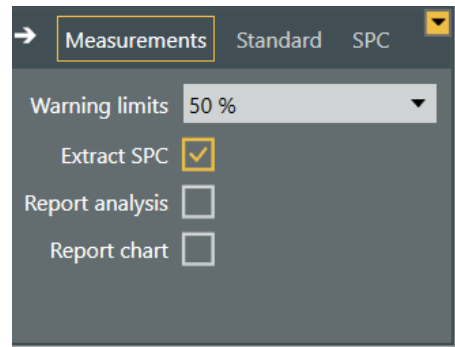 Measurements Standard SPC
Warning limits 50 %
Extract SPC
Report analysis
Report chart